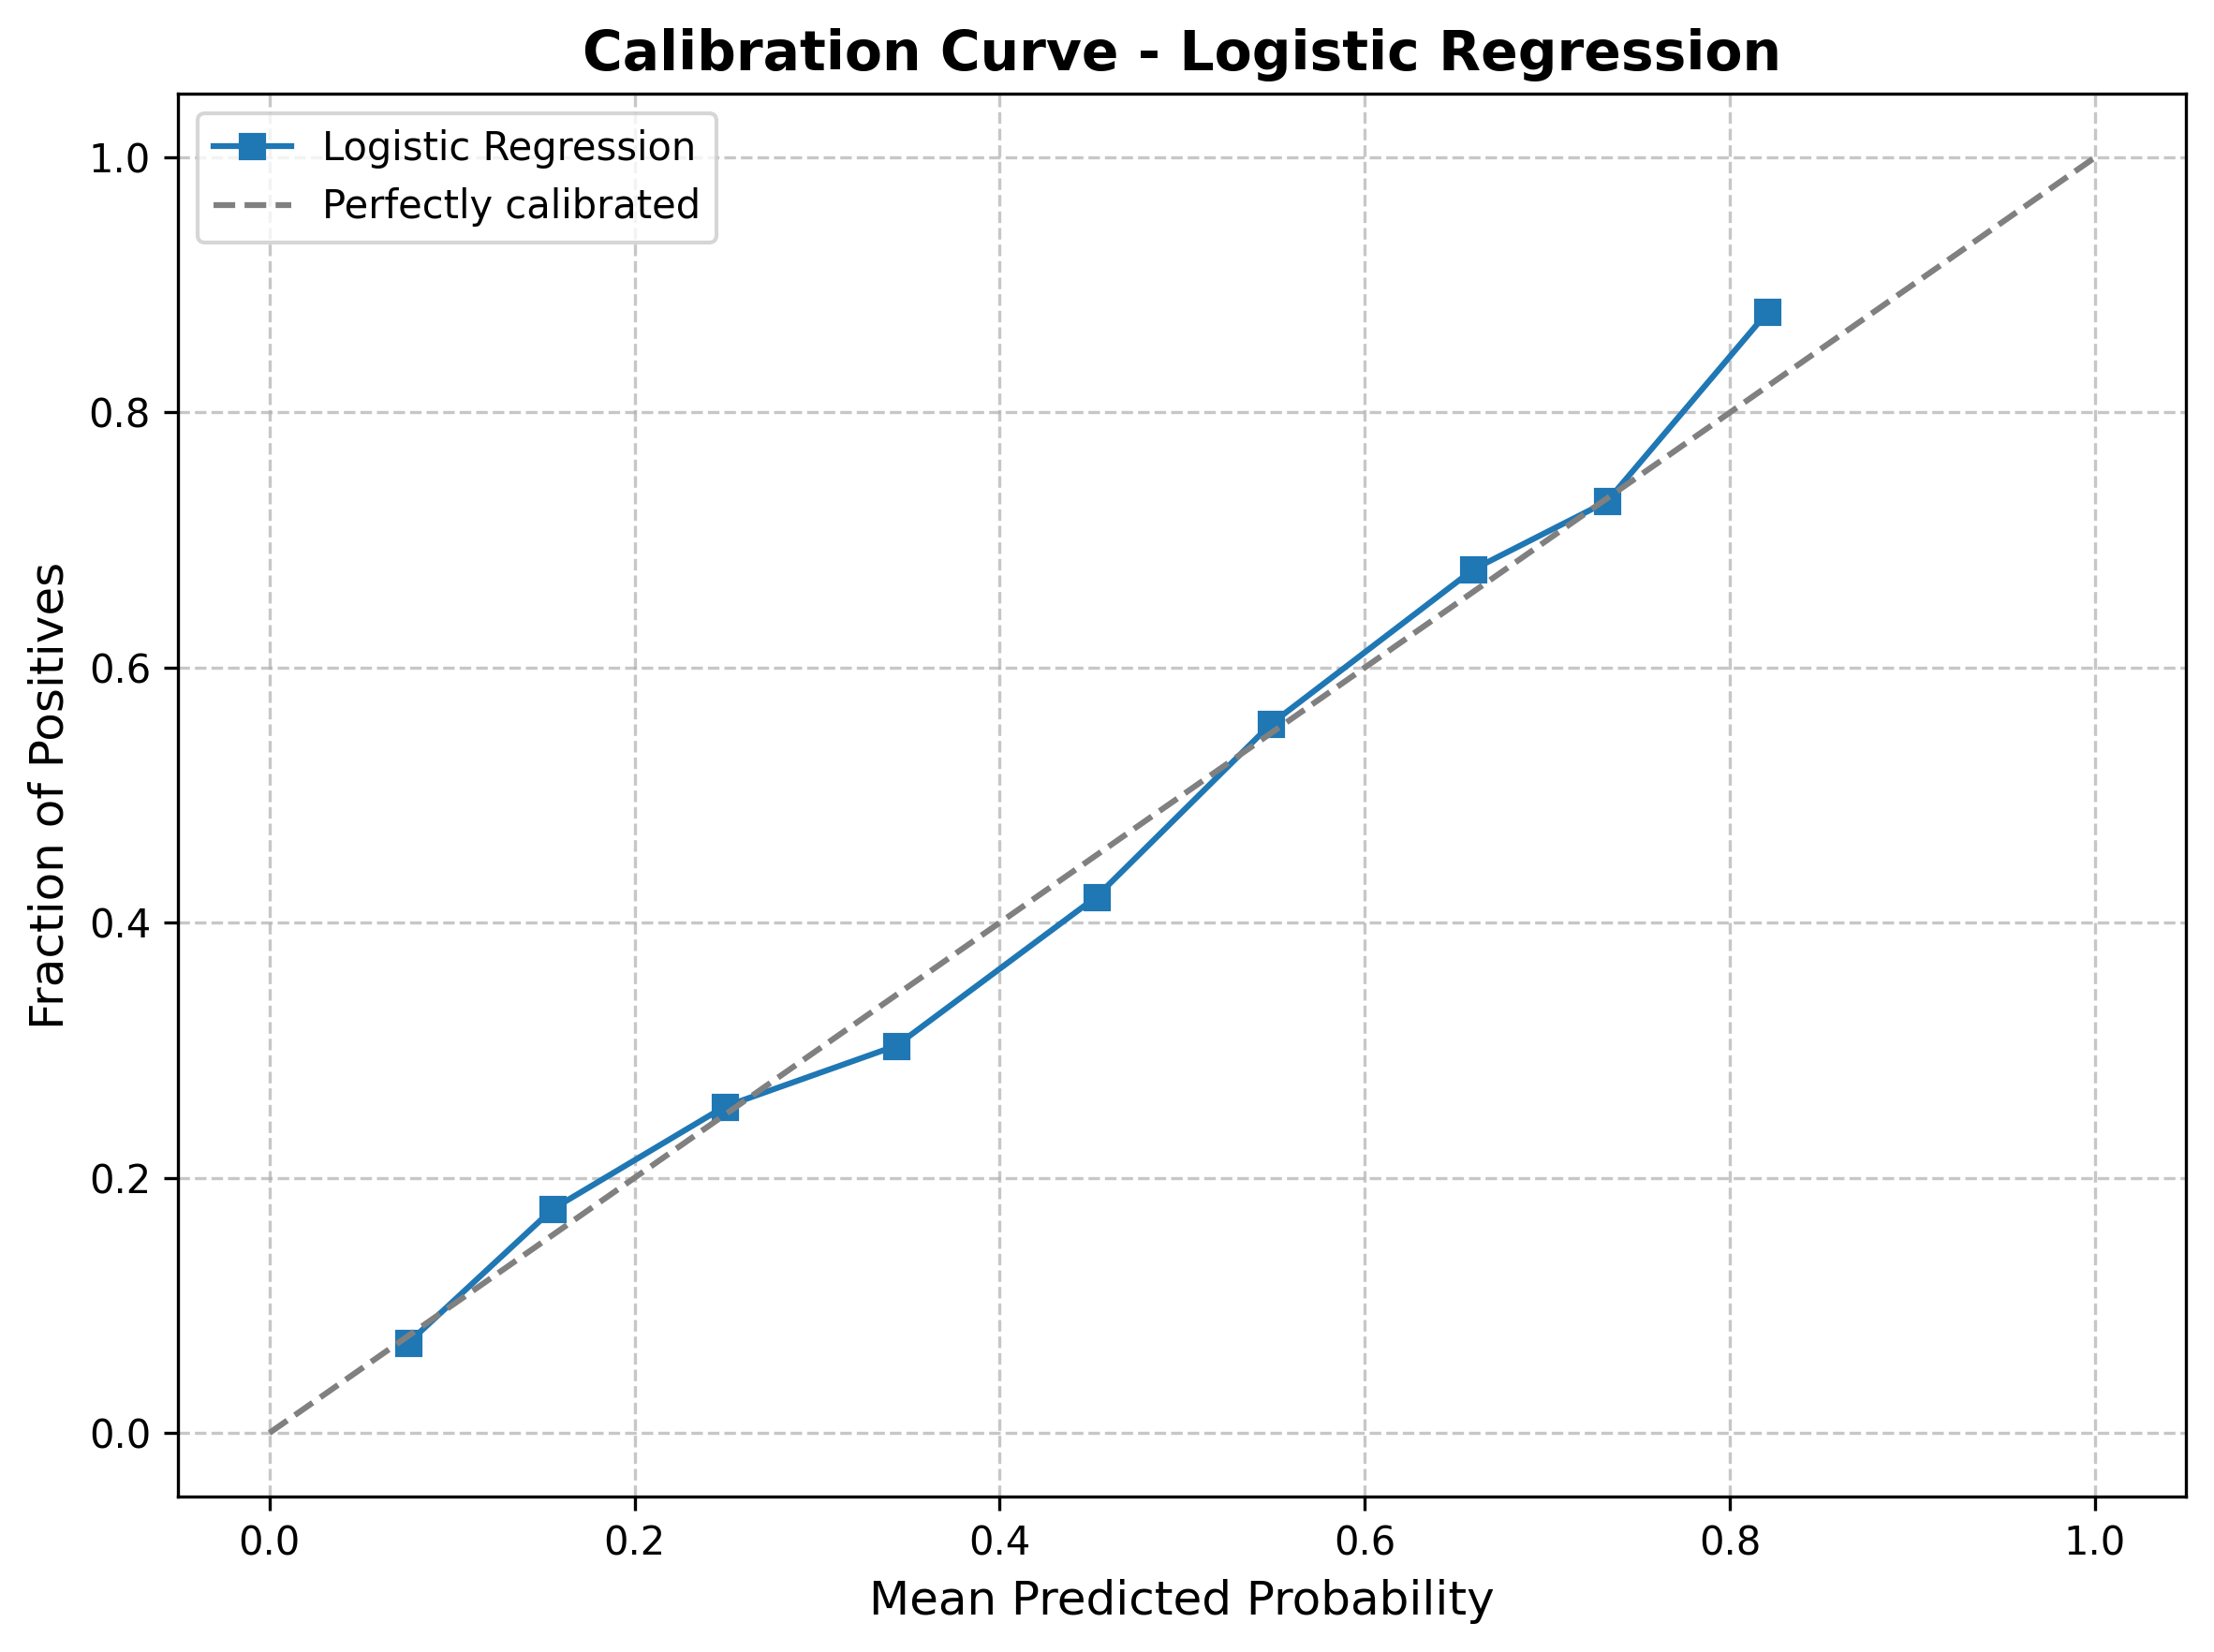 Calibration Curve - Logistic Regression
Logistic Regression
Perfectly calibrated
Fraction of Positives
1.0
0.8
0.6
0.4
0.2
0.0
0.0 0.2 0.4 0.6 0.8 1.0
Mean Predicted Probability